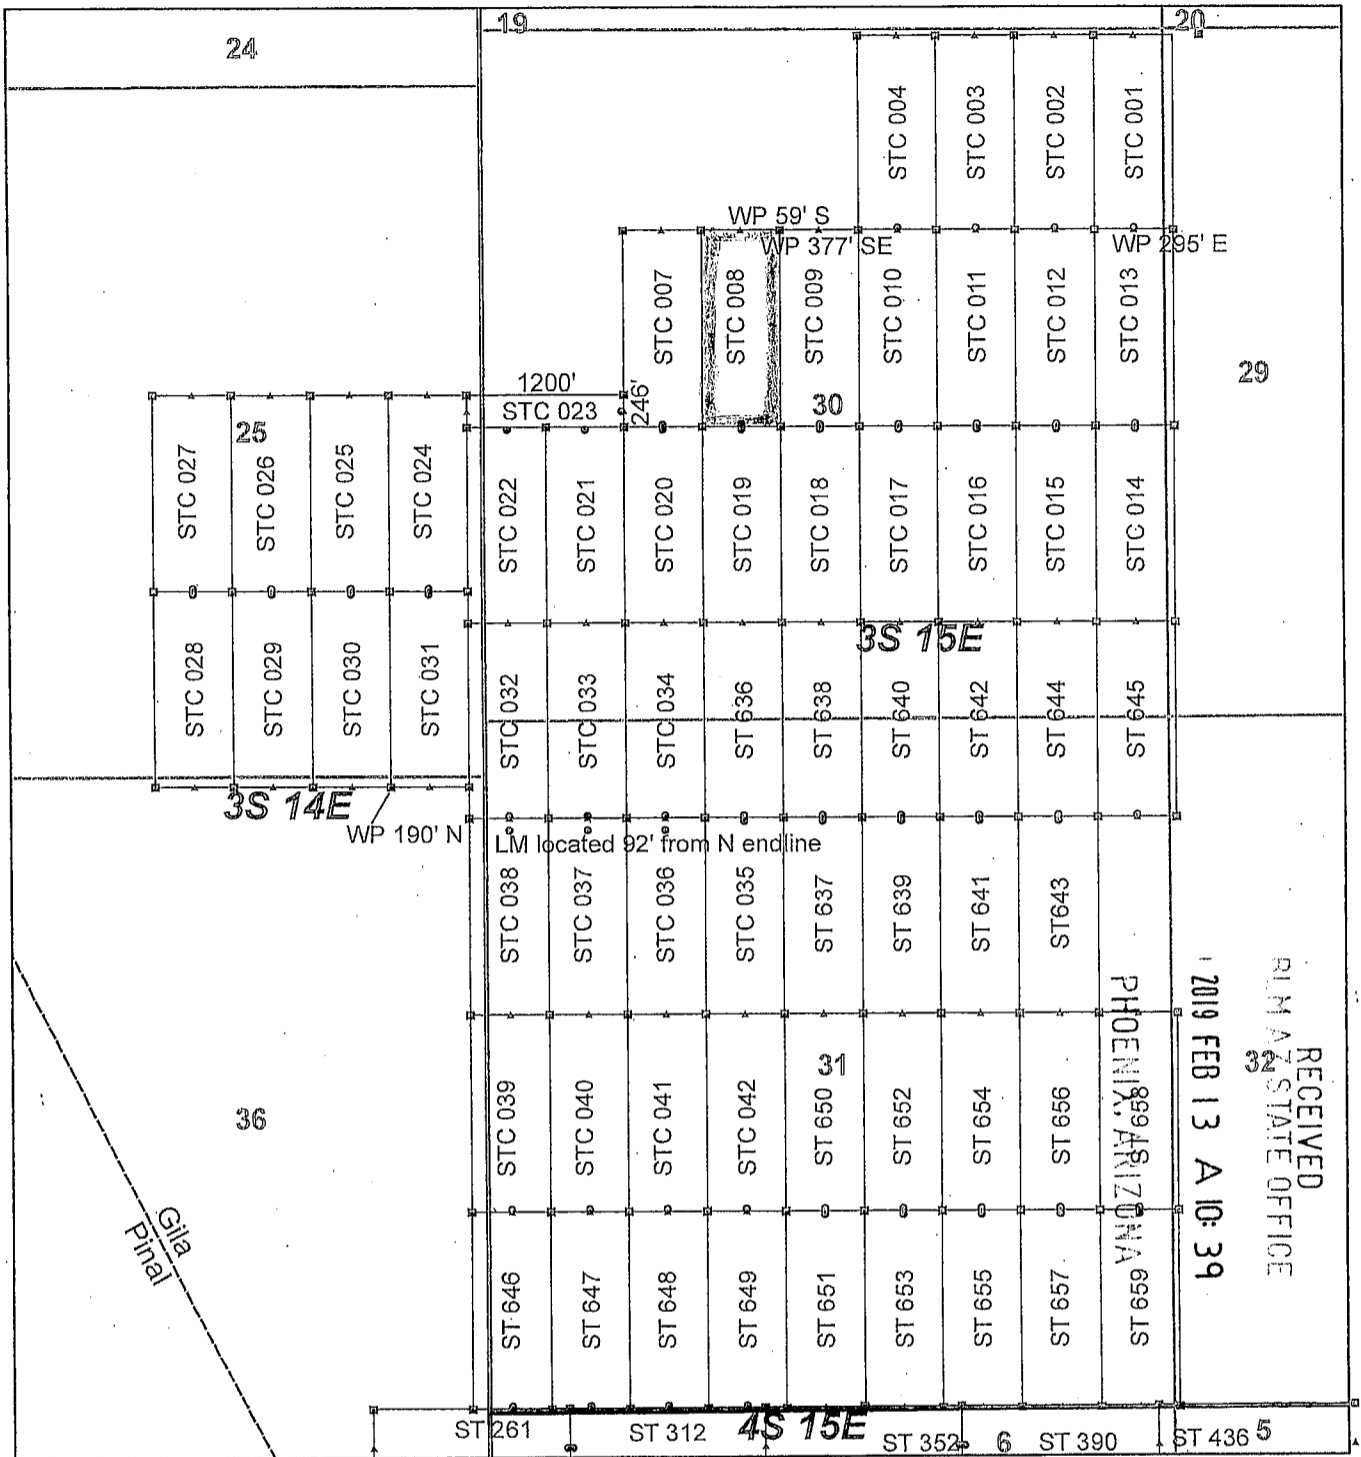 19
20
24
STC 004
STC 003
STC 002
STC 001
WP 59' S
WP 377' SE
WP 295' E
STC 007
STC 008
STC 009
STC 010
STC 011
STC 012
STC 013
29
1200'
STC 023
246'
30
25
STC 027
STC 026
STC 025
STC 024
STC 022
STC 021
STC 020
STC 019
STC 018
STC 017
STC 016
STC 015
STC 014
3S 15E
STC 028
STC 029
STC 030
STC 031
STC 032
STC 033
STC 034
ST 636
ST 638
ST 640
ST 642
ST 644
ST 645
3S 14E
WP 190' N
LM located 92' from N endline
STC 038
STC 037
STC 036
STC 035
ST 637
ST 639
ST 641
ST643
RECEIVED
BLM AZ STATE OFFICE
2019 FEB 13 A 10: 39
PHOENIX, ARIZONA
31
32
36
STC 039
STC 040
STC 041
STC 042
ST 650
ST 652
ST 654
ST 656
ST 658
Gila
Pinal
ST 646
ST 647
ST 648
ST 649
ST 651
ST 653
ST 655
ST 657
ST 659
4S 15E
ST 261
ST 312
ST 352
6
ST 390
ST 436
5